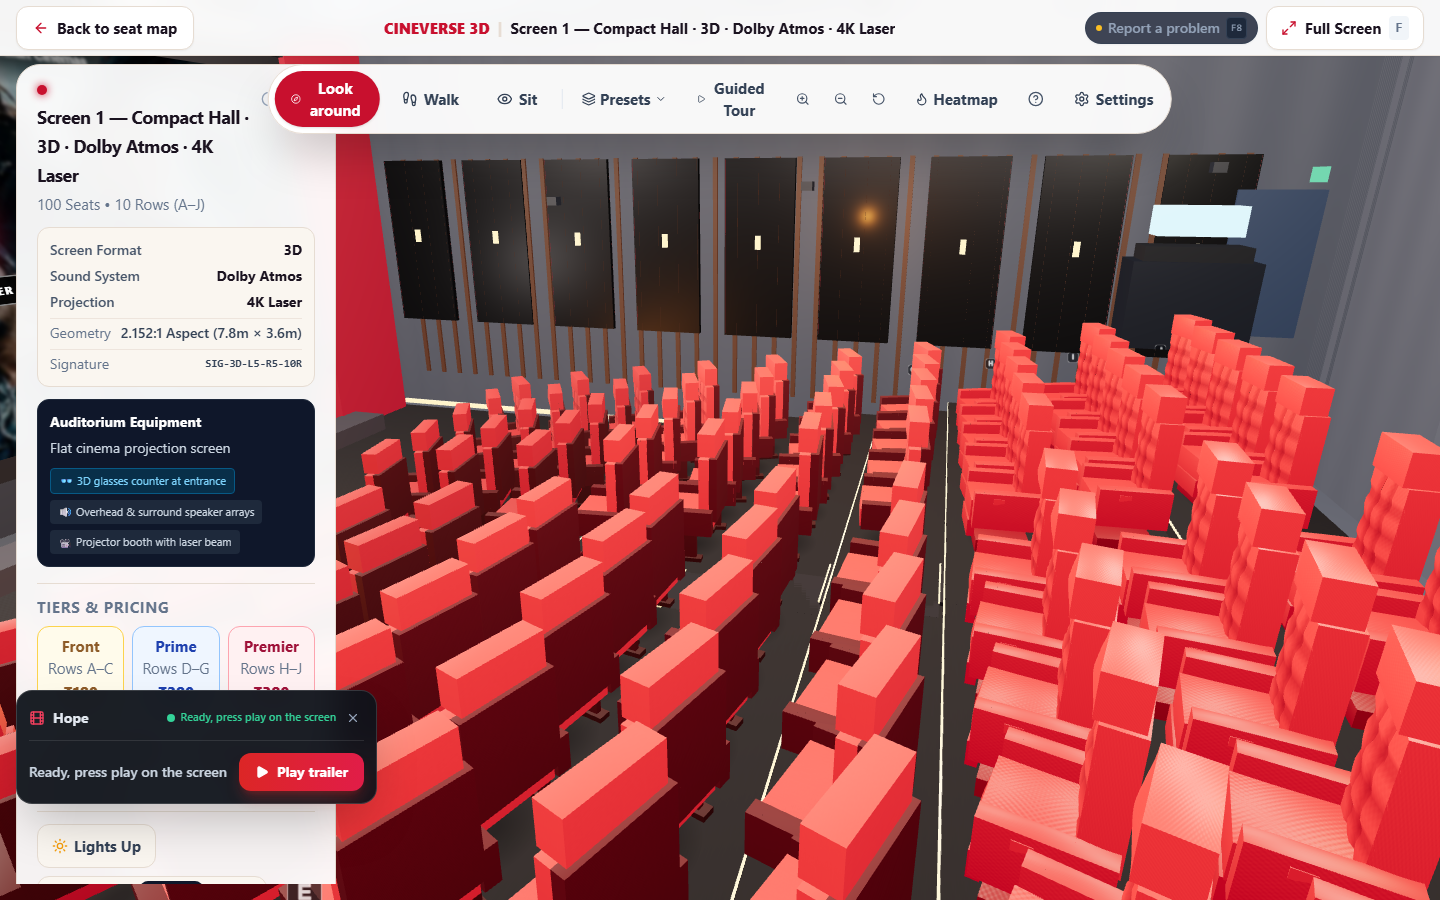 Back to seat map
CINEVERSE 3D | Screen 1 — Compact Hall · 3D · Dolby Atmos · 4K Laser
Report a problem F8
Full Screen F
Look around
Walk
Sit
Presets
Guided Tour
Heatmap
Settings
Screen 1 — Compact Hall ·
3D · Dolby Atmos · 4K
Laser
100 Seats • 10 Rows (A–J)
Screen Format 3D
Sound System Dolby Atmos
Projection 4K Laser
Geometry 2.152:1 Aspect (7.8m × 3.6m)
Signature SIG-3D-L5-R5-10R
Auditorium Equipment
Flat cinema projection screen
3D glasses counter at entrance
Overhead & surround speaker arrays
Projector booth with laser beam
TIERS & PRICING
Front
Rows A–C
Prime
Rows D–G
Premier
Rows H–J
Hope
Ready, press play on the screen
Ready, press play on the screen
Play trailer
Lights Up
ER
H
I
E